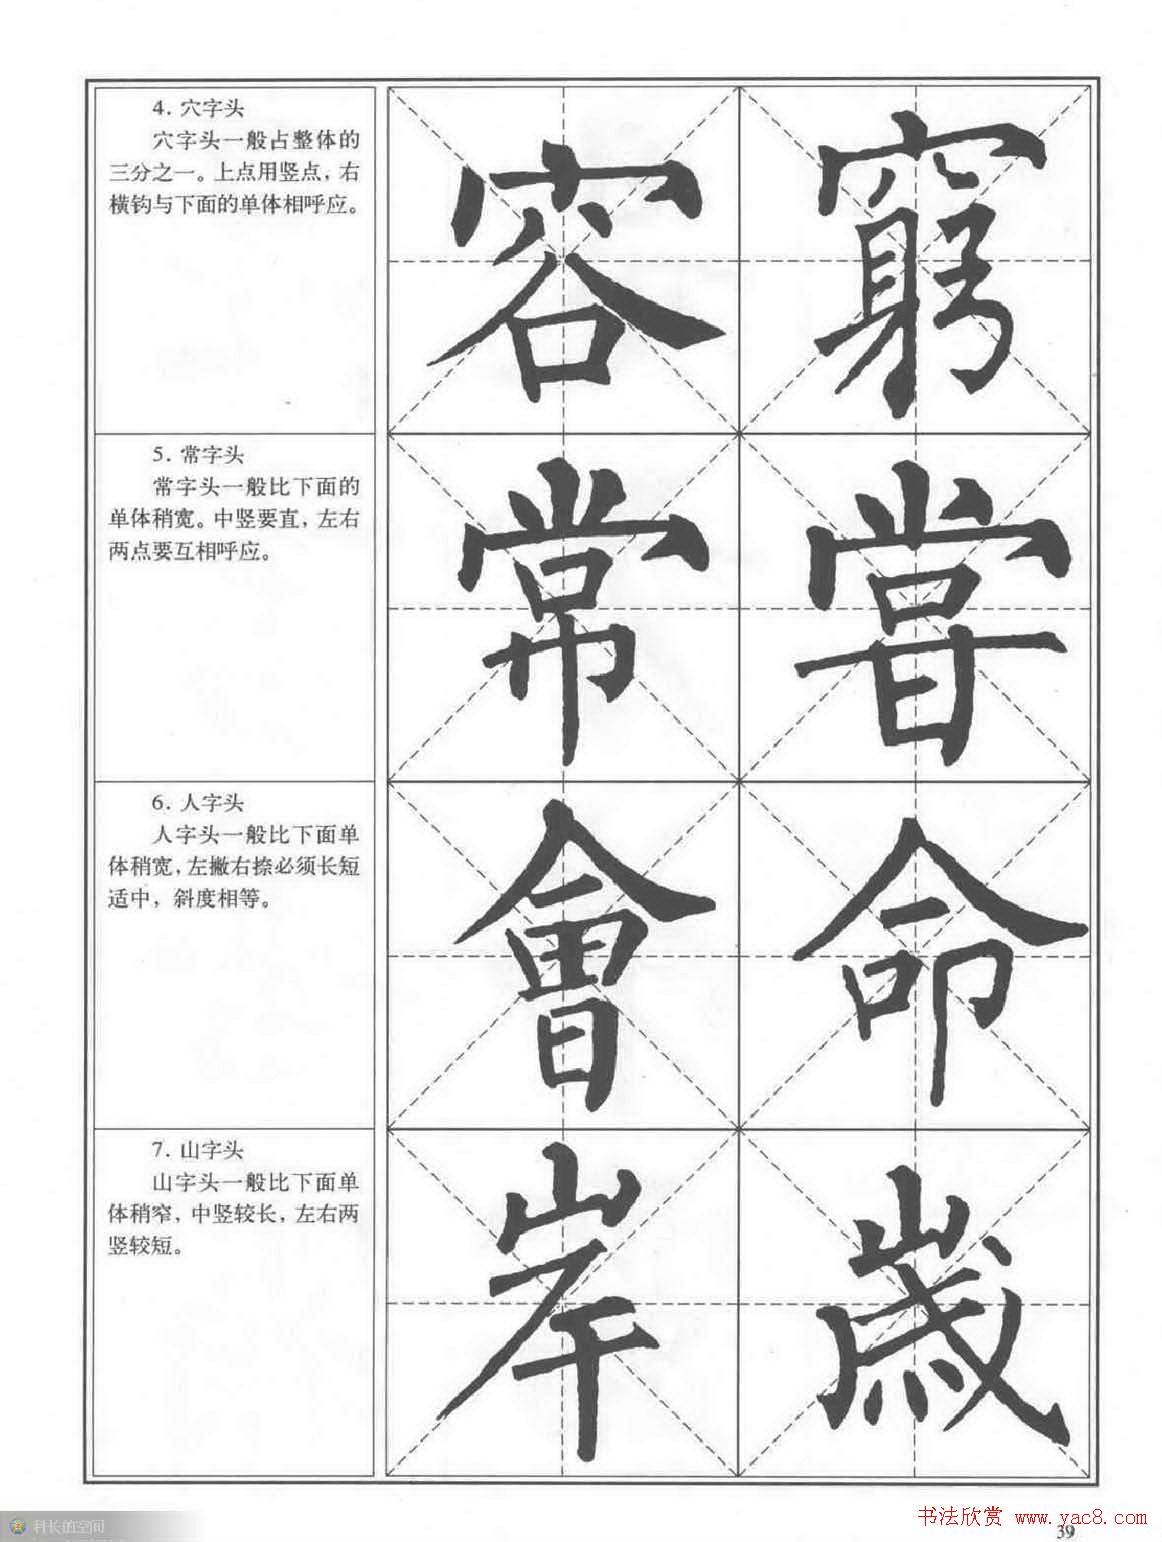 4. 穴字头
穴字头一般占整体的
三分之一。上点用竖点，右
横钩与下面的单体相呼应。
容 窮
5. 常字头
常字头一般比下面的
单体稍宽。中竖要直，左右
两点要互相呼应。
常 嘗
6. 人字头
人字头一般比下面单
体稍宽，左撇右捺必须长短
适中，斜度相等。
會 命
7. 山字头
山字头一般比下面单
体稍窄，中竖较长，左右两
竖较短。
岸 歲
科长的空间
书法欣赏 www.yac8.com
39